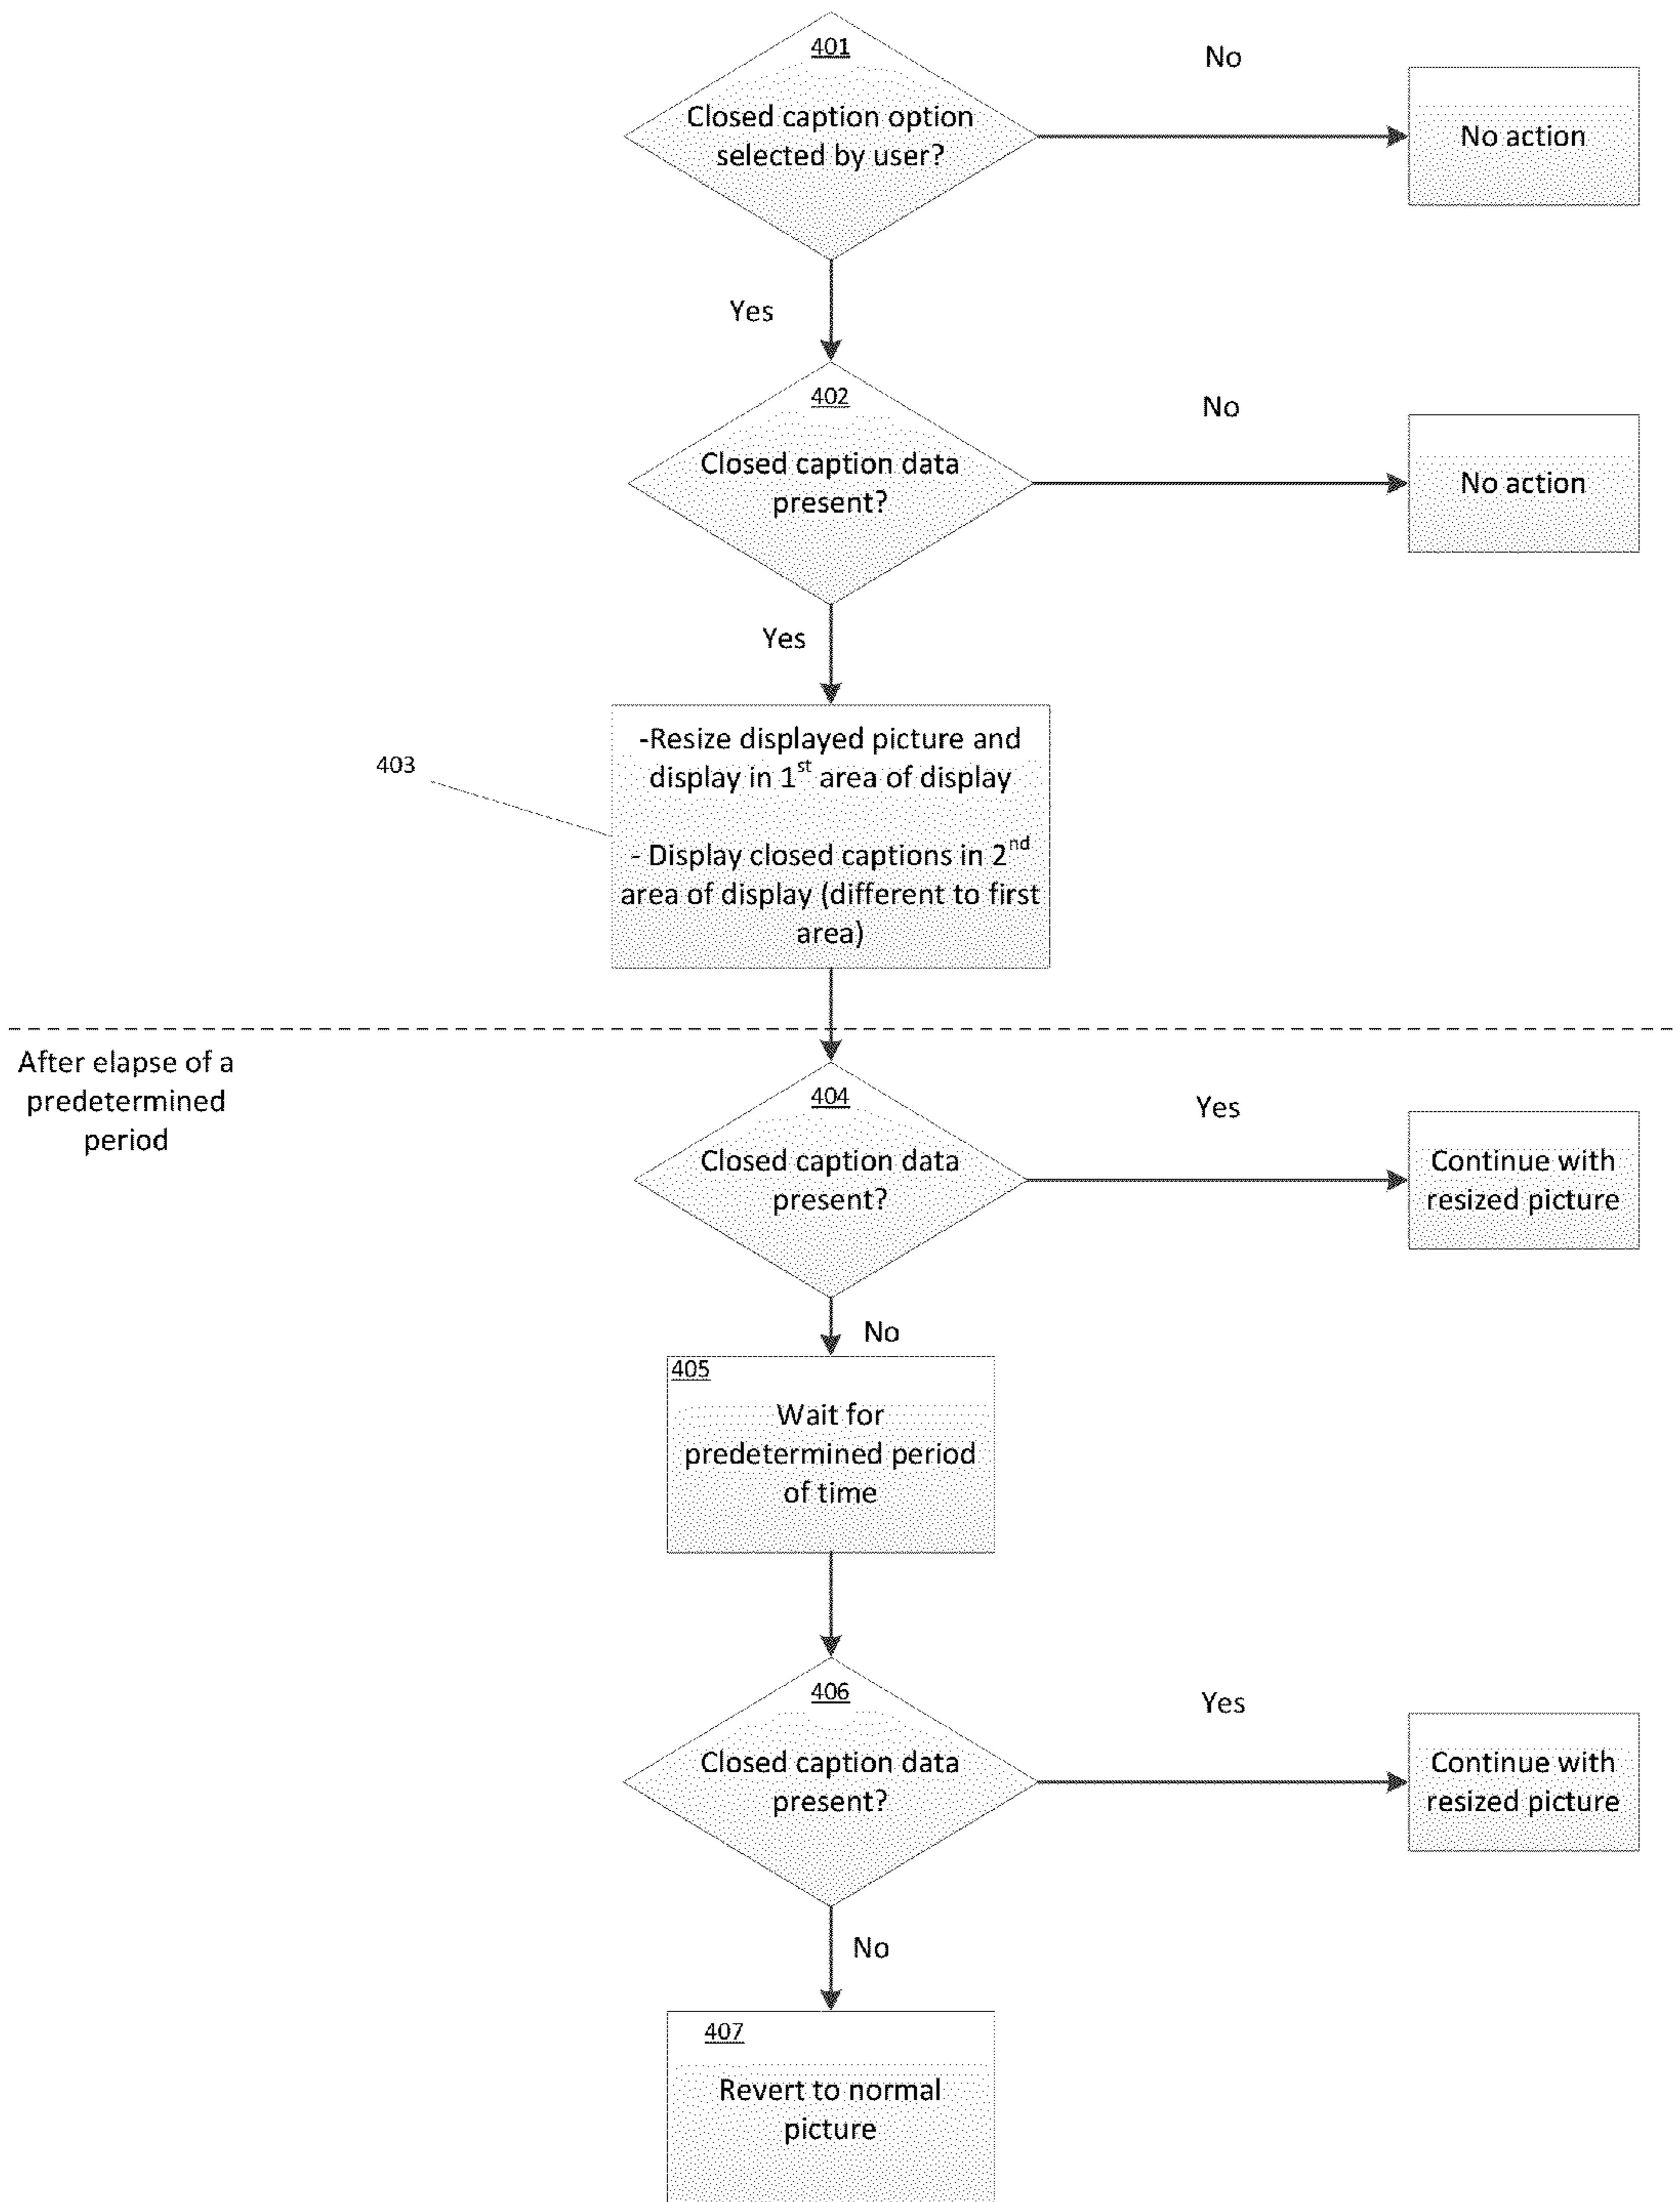 401
No
Closed caption option
selected by user?
No action
Yes
402
No
Closed caption data
present?
No action
Yes
-Resize displayed picture and
display in 1st area of display
403
- Display closed captions in 2nd
area of display (different to first
area)
After elapse of a
predetermined
period
404
Yes
Closed caption data
present?
Continue with
resized picture
No
405
Wait for
predetermined period
of time
406
Yes
Closed caption data
present?
Continue with
resized picture
No
407
Revert to normal
picture